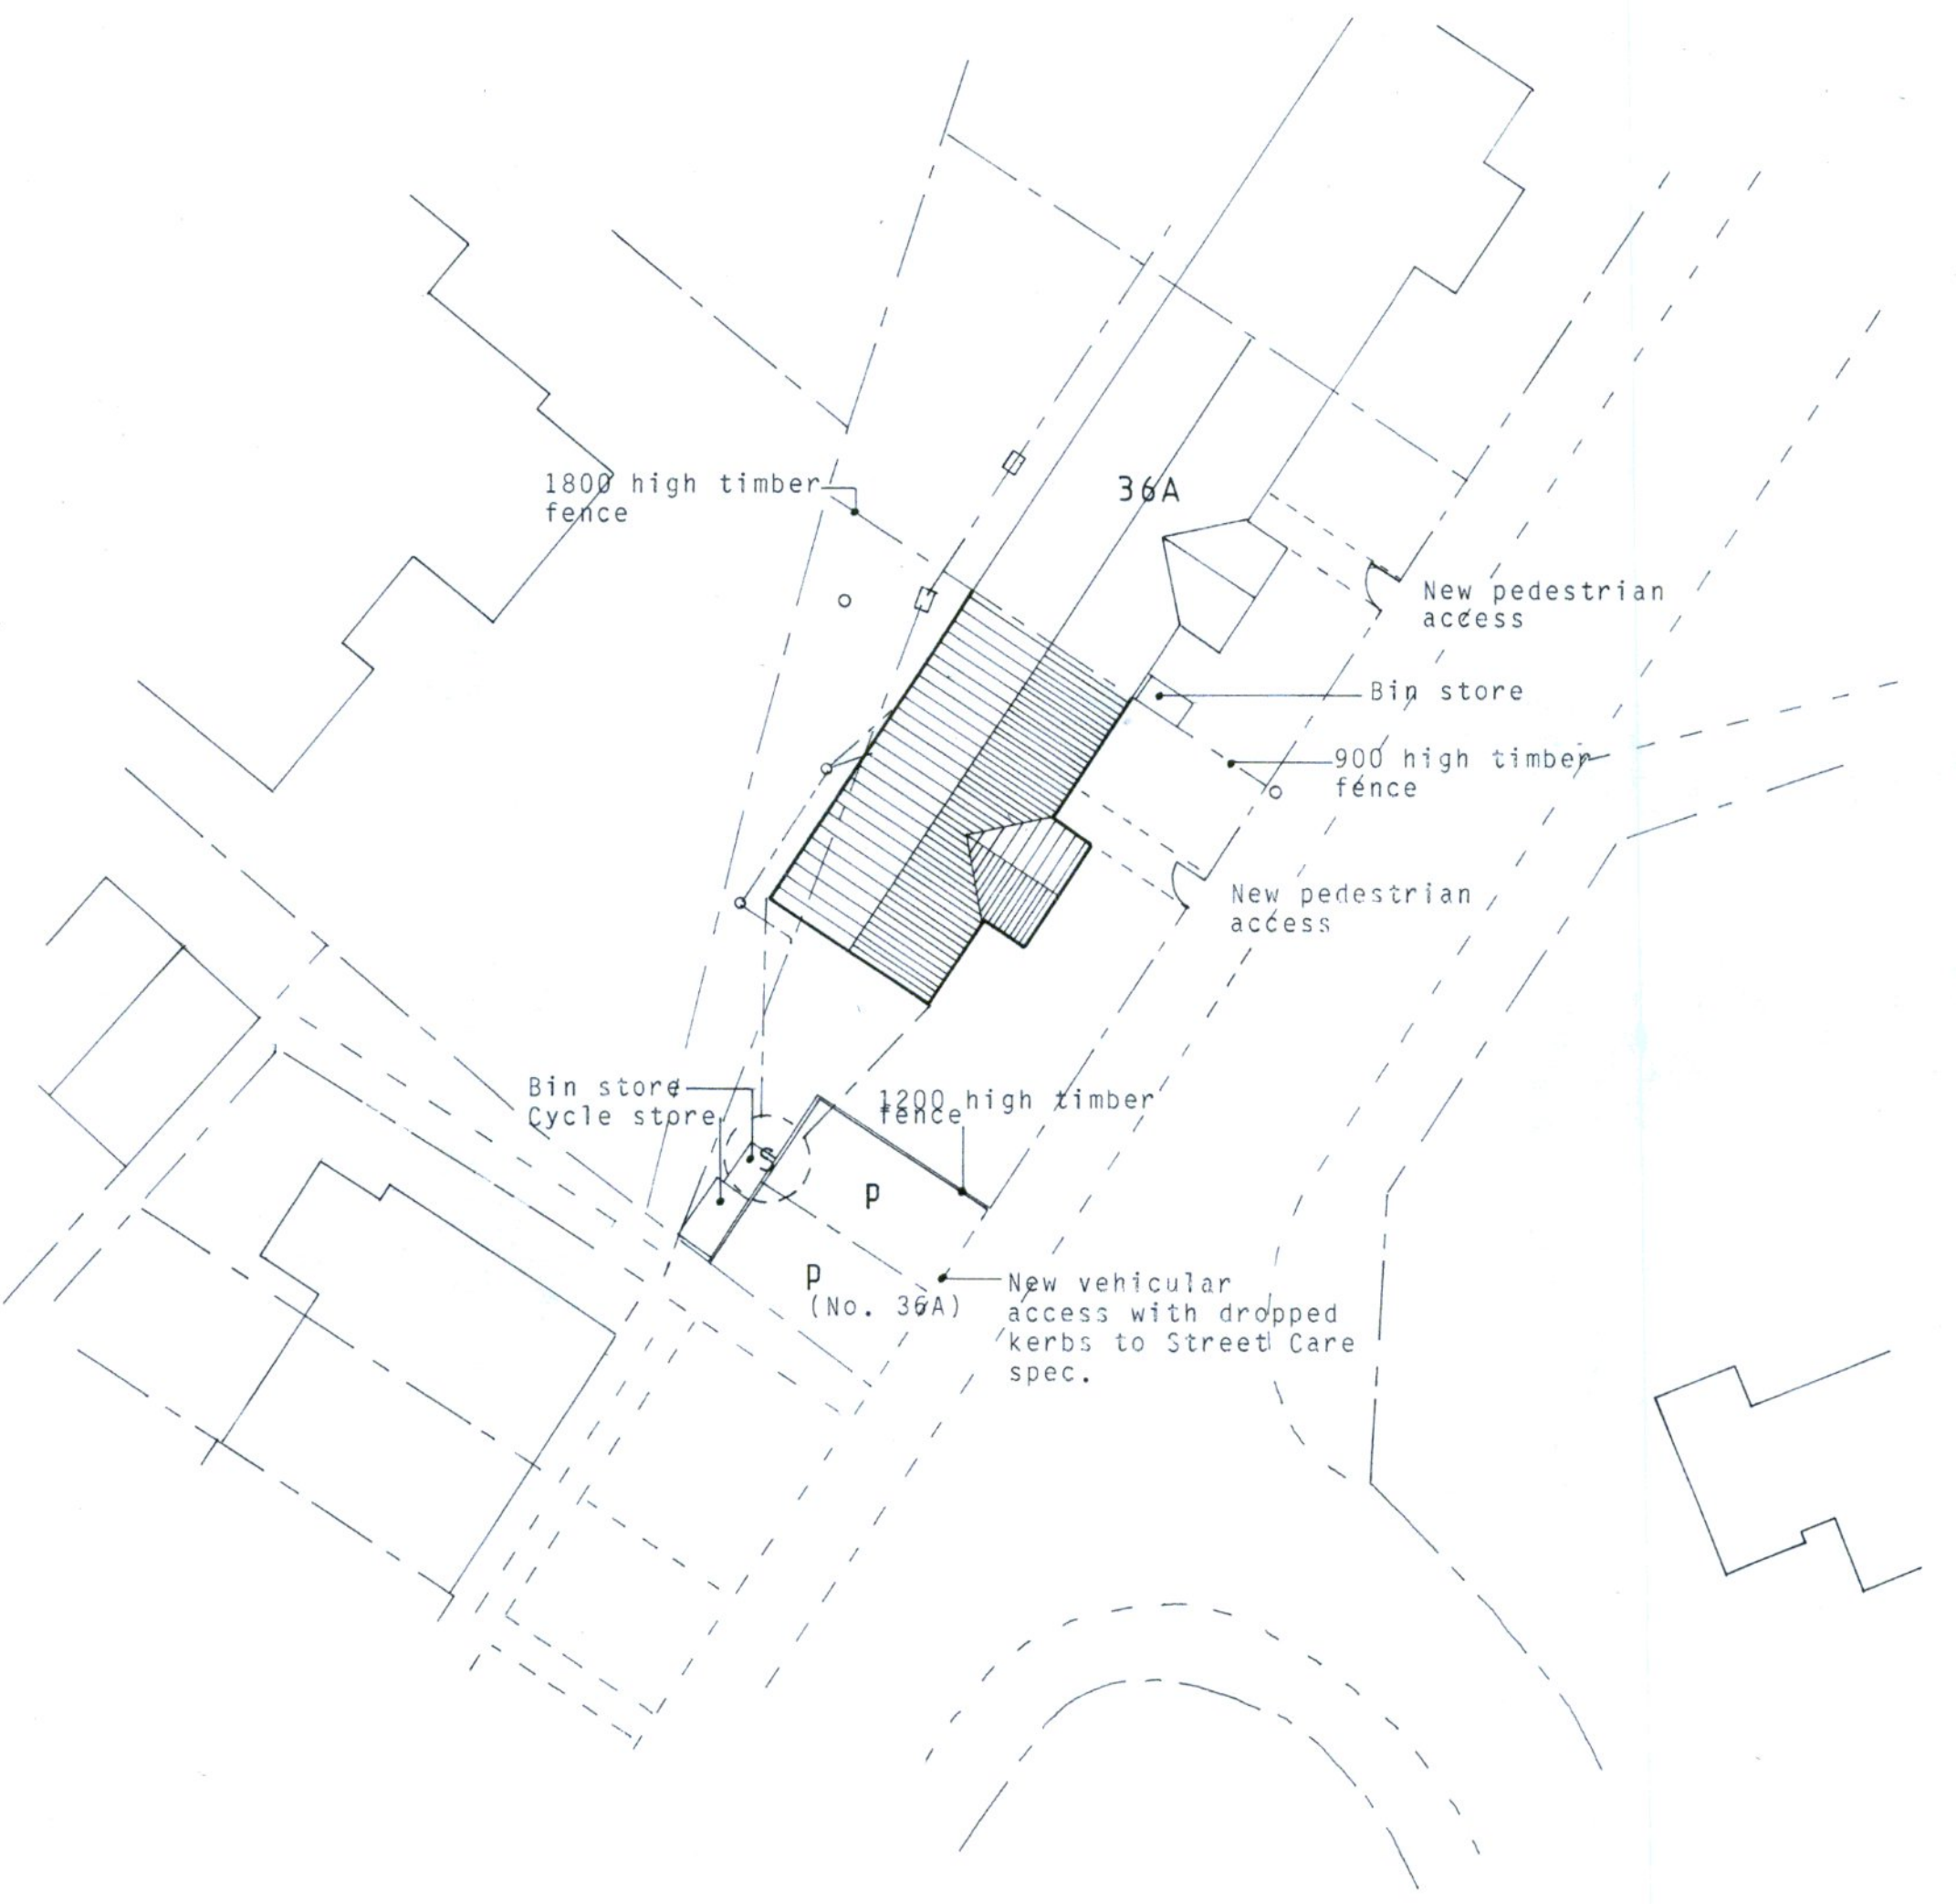 36A
1800 high timber
fence
New pedestrian
access
Bin store
900 high timber
fence
New pedestrian
access
Bin store
Cycle store
1200 high timber
fence
S
P
P
(No. 36A)
New vehicular
access with dropped
kerbs to Street Care
spec.